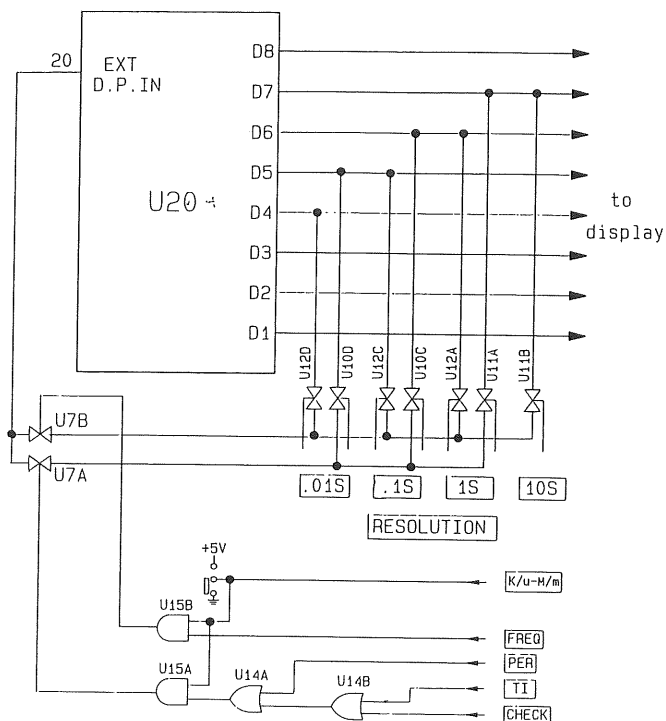 D8
20
EXT
D.P.IN
D7
D6
D5
U20
to
display
D4
D3
D2
D1
U12D
U10D
U12C
U10C
U12A
U11A
U11B
U7B
U7A
.01S
.1S
1S
10S
RESOLUTION
+5V
K/u-M/m
U15B
FREQ
U15A
U14A
PER
U14B
TI
CHECK